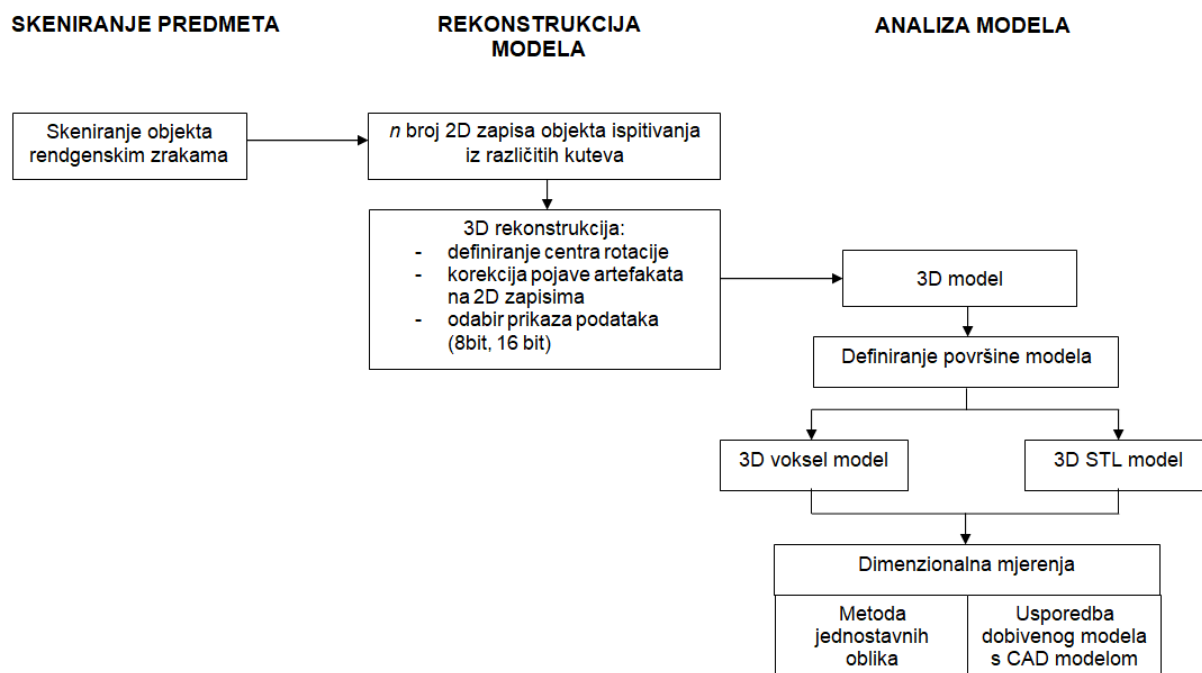 SKENIRANJE PREDMETA
REKONSTRUKCIJA
MODELA
ANALIZA MODELA
Skeniranje objekta
rendgenskim zrakama
n broj 2D zapisa objekta ispitivanja
iz različitih kuteva
3D rekonstrukcija:
- definiranje centra rotacije
- korekcija pojave artefakata
na 2D zapisima
- odabir prikaza podataka
(8bit, 16 bit)
3D model
Definiranje površine modela
3D voksel model
3D STL model
Dimenzionalna mjerenja
Metoda
jednostavnih
oblika
Usporedba
dobivenog modela
s CAD modelom